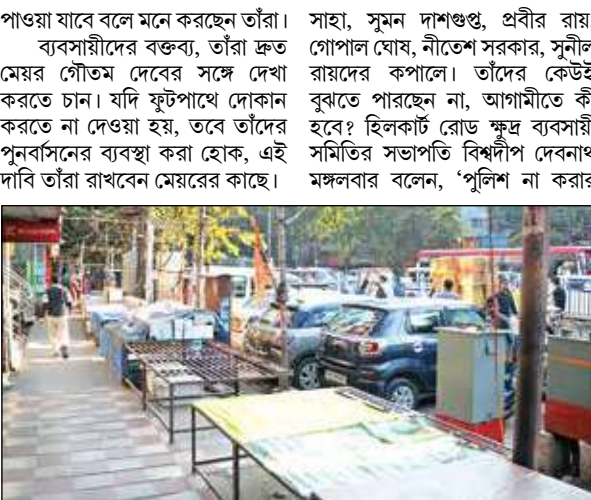 পাওয়া যাবে বলে মনে করছেন তাঁরা।
ব্যবসায়ীদের বক্তব্য, তাঁরা দ্রুত
মেয়র গৌতম দেবের সঙ্গে দেখা
করতে চান। যদি ফুটপাথে দোকান
করতে না দেওয়া হয়, তবে তাঁদের
পুনর্বাসনের ব্যবস্থা করা হোক, এই
দাবি তাঁরা রাখবেন মেয়রের কাছে।
সাহা, সুমন দাশগুপ্ত, প্রবীর রায়,
গোপাল ঘোষ, নীতেশ সরকার, সুনীল
রায়দের কপালে। তাঁদের কেউই
বুঝতে পারছেন না, আগামীতে কী
হবে? হিলকার্ট রোড ক্ষুদ্র ব্যবসায়ী
সমিতির সভাপতি বিশ্বদীপ দেবনাথ
মঙ্গলবার বলেন, ‘পুলিশ না করার